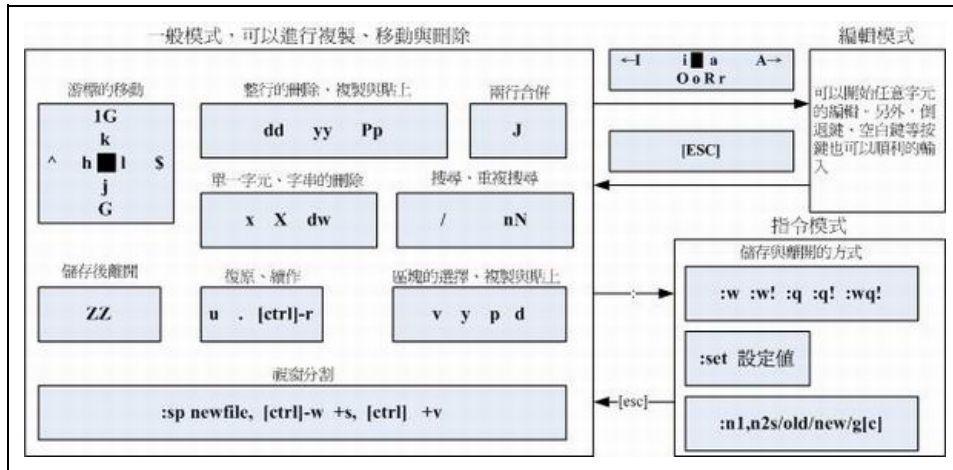 一般模式，可以進行複製、移動與刪除
游標的移動
1G
k
^ h l $
j
G
整行的刪除、複製與貼上
dd yy Pp
兩行合併
J
單一字元、字串的刪除
x X dw
搜尋、重複搜尋
/ nN
儲存後離開
ZZ
復原、續作
u . [ctrl]-r
區塊的選擇、複製與貼上
v y p d
視窗分割
:sp newfile, [ctrl]-w +s, [ctrl] +v
←I i a A→
O o R r
[ESC]
編輯模式
可以開始任意字元
的編輯。另外，倒
退鍵、空白鍵等按
鍵也可以順利的輸
入
:
[esc]
指令模式
儲存與離開的方式
:w :w! :q :q! :wq!
:set 設定值
:n1,n2s/old/new/g[c]